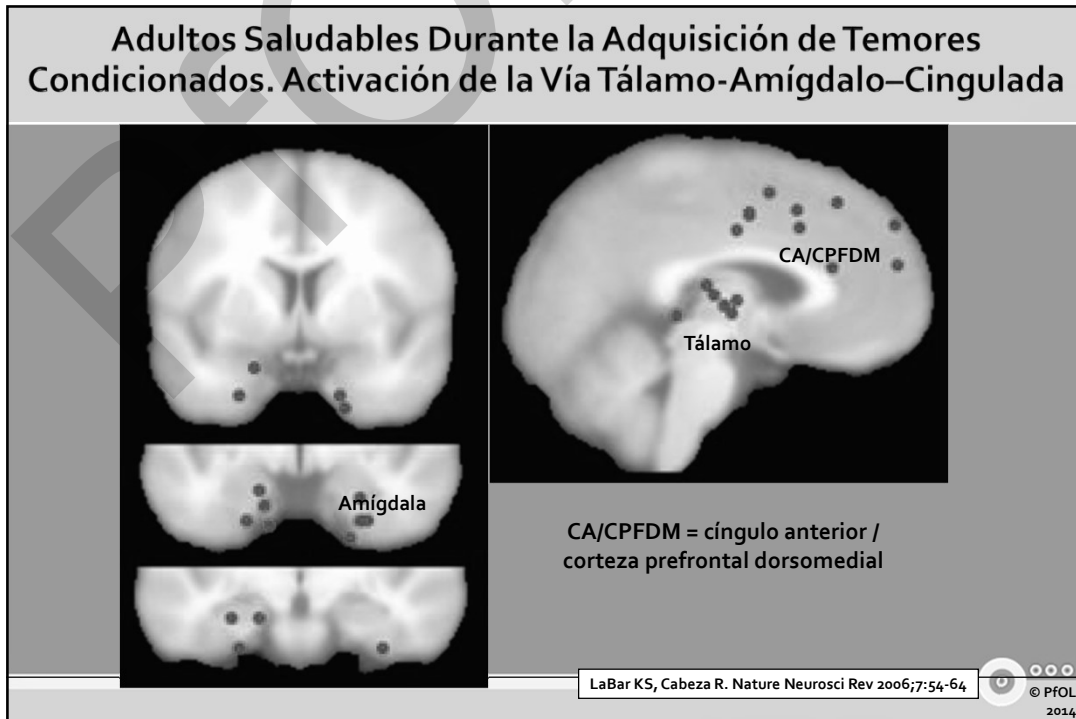 Adultos Saludables Durante la Adquisición de Temores
Condicionados. Activación de la Vía Tálamo-Amígdalo–Cingulada
CA/CPFDM
Tálamo
Amígdala
CA/CPFDM = cíngulo anterior /
corteza prefrontal dorsomedial
LaBar KS, Cabeza R. Nature Neurosci Rev 2006;7:54-64
© PfOL
2014